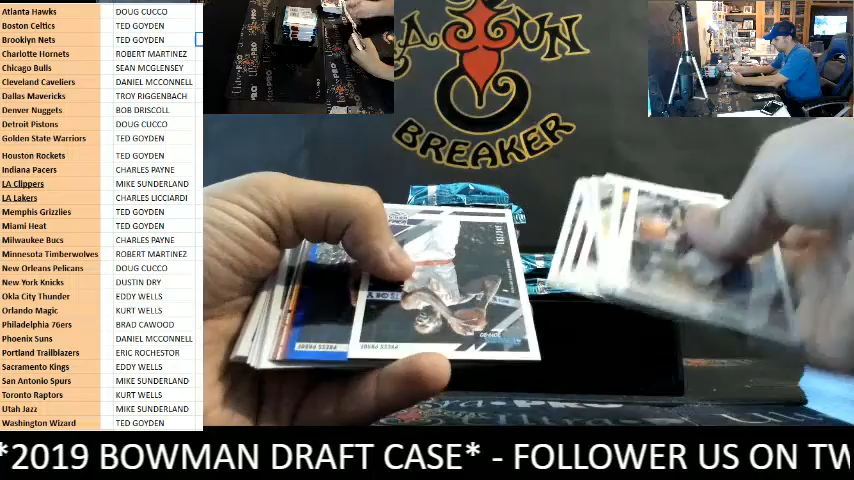 Atlanta Hawks DOUG CUCCO
Boston Celtics TED GOYDEN
Brooklyn Nets TED GOYDEN
Charlotte Hornets ROBERT MARTINEZ
Chicago Bulls SEAN MCGLENSEY
Cleveland Caveliers DANIEL MCCONNELL
Dallas Mavericks TROY RIGGENBACH
Denver Nuggets BOB DRISCOLL
Detroit Pistons DOUG CUCCO
Golden State Warriors TED GOYDEN
Houston Rockets TED GOYDEN
Indiana Pacers CHARLES PAYNE
LA Clippers MIKE SUNDERLAND
LA Lakers CHARLES LICCIARDI
Memphis Grizzlies TED GOYDEN
Miami Heat TED GOYDEN
Milwaukee Bucs CHARLES PAYNE
Minnesota Timberwolves ROBERT MARTINEZ
New Orleans Pelicans DOUG CUCCO
New York Knicks DUSTIN DRY
Okla City Thunder EDDY WELLS
Orlando Magic KURT WELLS
Philadelphia 76ers BRAD CAWOOD
Phoenix Suns DANIEL MCCONNELL
Portland Trailblazers ERIC ROCHESTOR
Sacramento Kings EDDY WELLS
San Antonio Spurs MIKE SUNDERLAND
Toronto Raptors KURT WELLS
Utah Jazz MIKE SUNDERLAND
Washington Wizard TED GOYDEN
GUN
BREAKER
PRESS PROOF
PRESS PROOF
*2019 BOWMAN DRAFT CASE* - FOLLOWER US ON TW